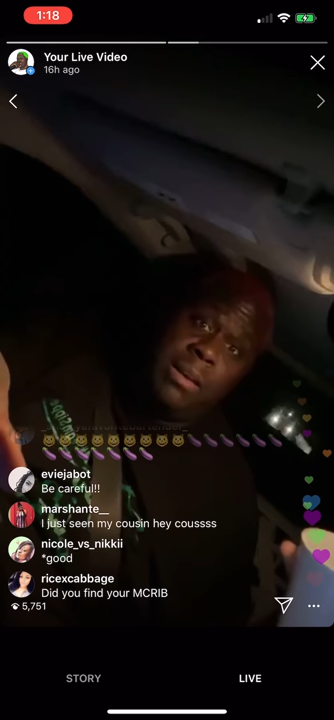 1:18
Your Live Video
16h ago
eviejabot
Be careful!!
marshante__
I just seen my cousin hey coussss
nicole_vs_nikkii
*good
ricexcabbage
Did you find your MCRIB
5,751
STORY
LIVE